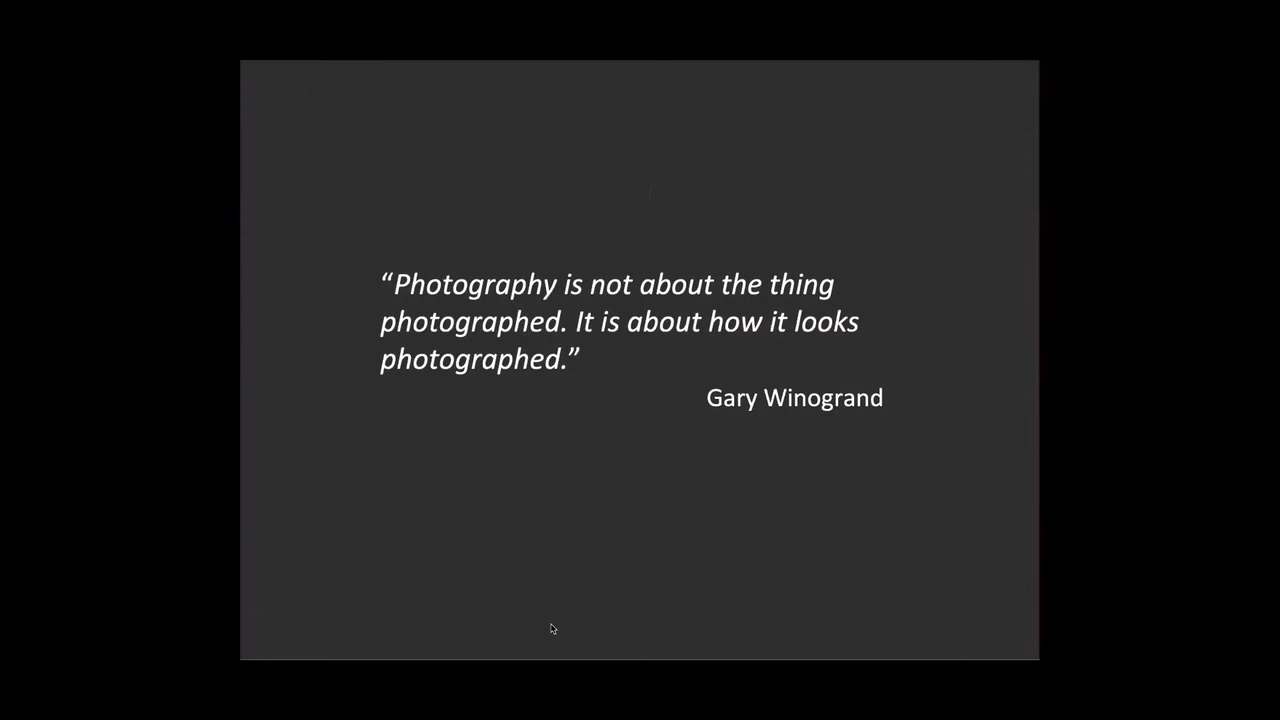 “Photography is not about the thing
photographed. It is about how it looks
photographed.”
Gary Winogrand